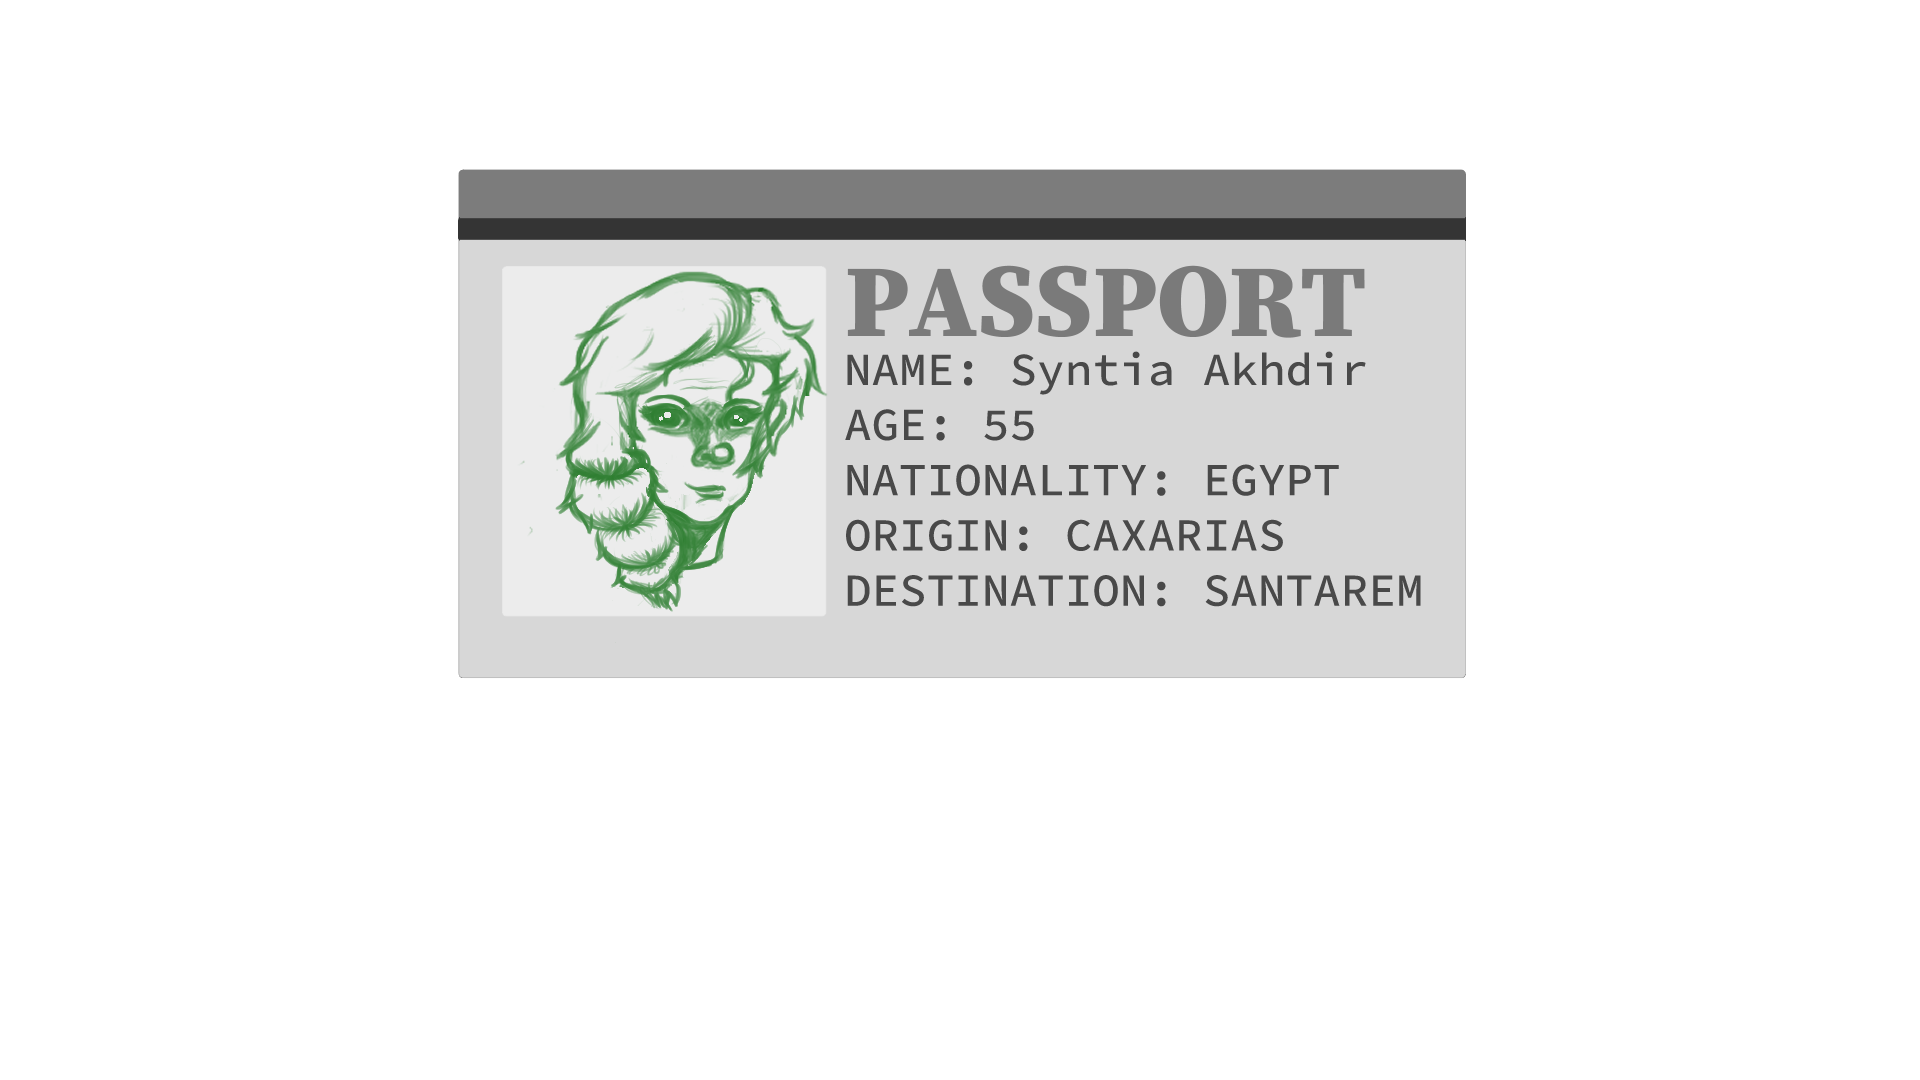 PASSPORT
NAME: Syntia Akhdir
AGE: 55
NATIONALITY: EGYPT
ORIGIN: CAXARIAS
DESTINATION: SANTAREM